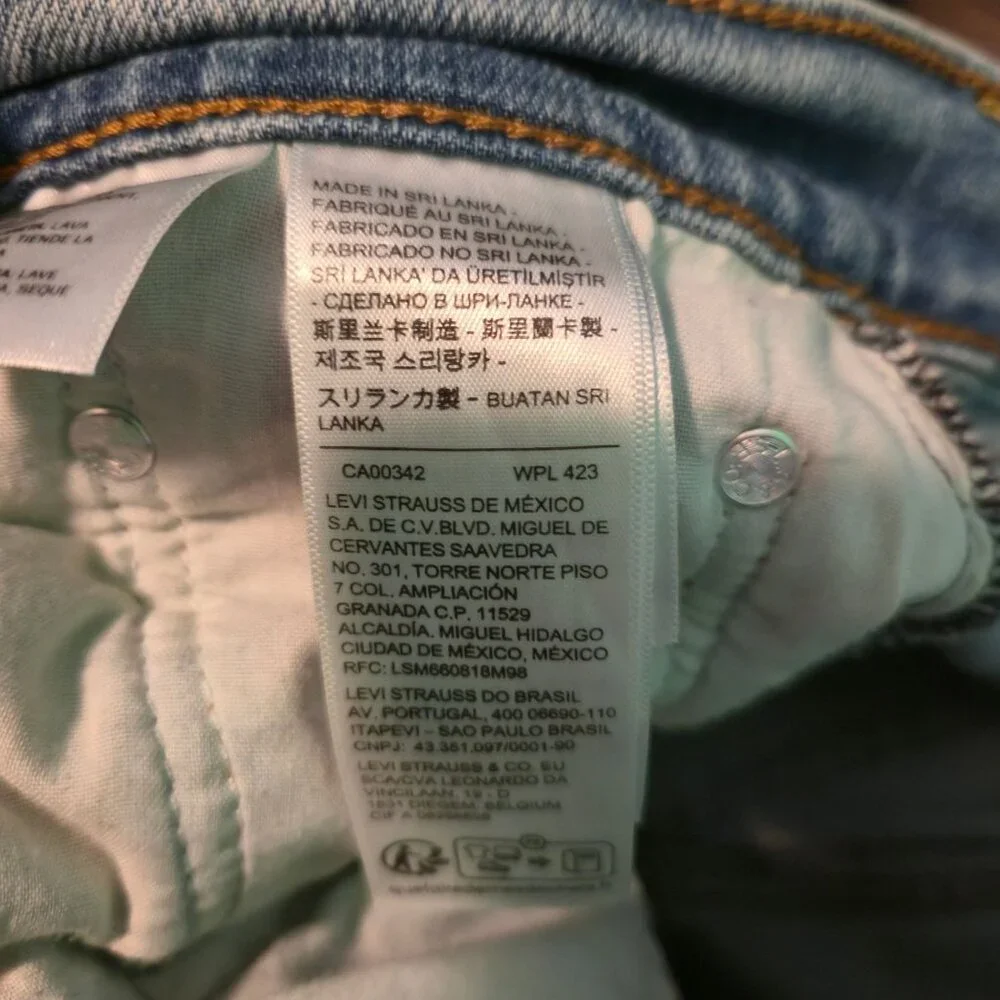 LAVA
TIENDE LA
LAVE
SEQUE
MADE IN SRI LANKA -
FABRIQUÉ AU SRI LANKA -
FABRICADO EN SRI LANKA -
FABRICADO NO SRI LANKA -
SRİ LANKA' DA ÜRETİLMİŞTİR
- СДЕЛАНО В ШРИ-ЛАНКЕ -
斯里兰卡制造 - 斯里蘭卡製 -
제조국 스리랑카 -
スリランカ製 - BUATAN SRI
LANKA
CA00342 WPL 423
LEVI STRAUSS DE MÉXICO
S.A. DE C.V.BLVD. MIGUEL DE
CERVANTES SAAVEDRA
NO. 301, TORRE NORTE PISO
7 COL. AMPLIACIÓN
GRANADA C.P. 11529
ALCALDÍA. MIGUEL HIDALGO
CIUDAD DE MÉXICO, MÉXICO
RFC: LSM660818M98
LEVI STRAUSS DO BRASIL
AV. PORTUGAL, 400 06690-110
ITAPEVI - SAO PAULO BRASIL
CNPJ: 43.351.097/0001-90
LEVI STRAUSS & CO. EU
SCA/CVA LEONARDO DA
VINCILAAN, 19 - D
1831 DIEGEM, BELGIUM
CIF A